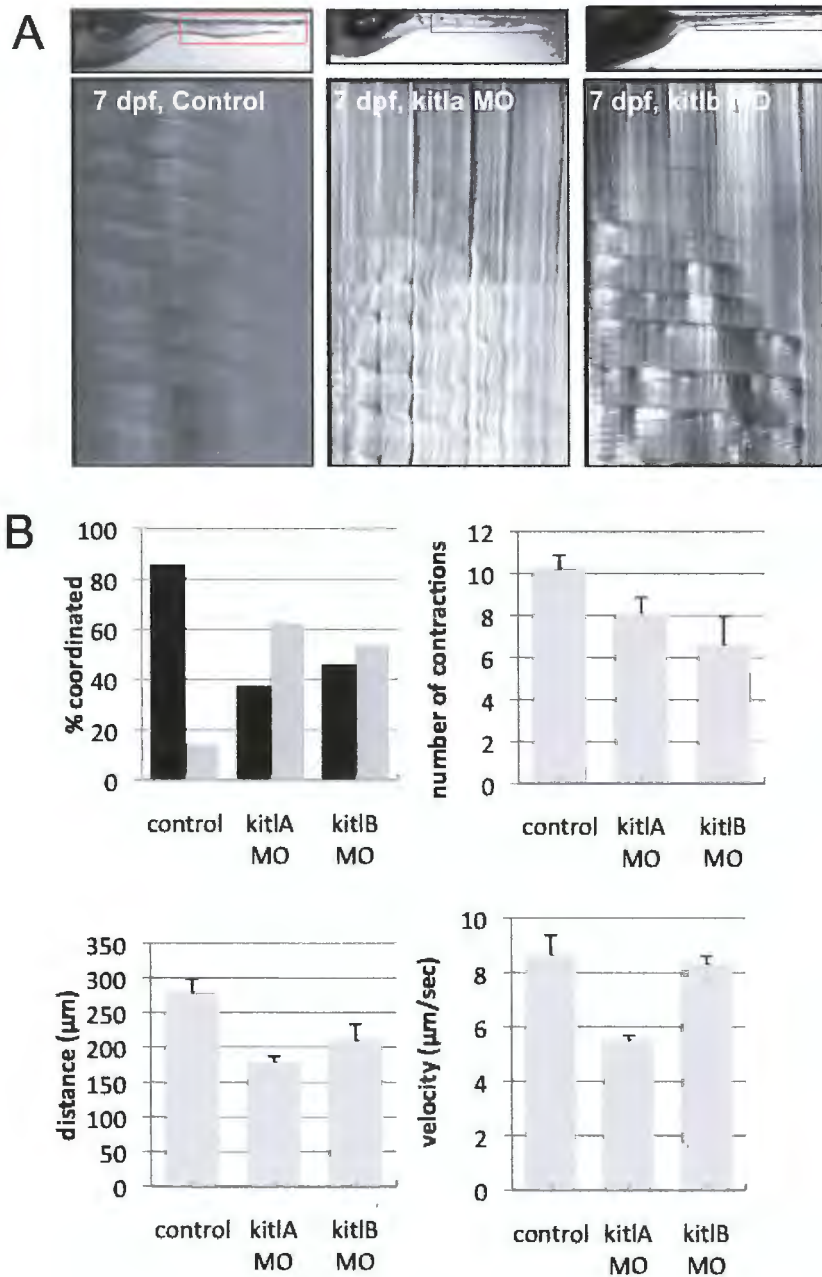 A
7 dpf, Control
7 dpf, kitla MO
7 dpf, kitlb MO
B
% coordinated
100
80
60
40
20
0
control
kitlA MO
kitlB MO
number of contractions
12
10
8
6
4
2
0
control
kitlA MO
kitlB MO
distance (µm)
350
300
250
200
150
100
50
0
control
kitlA MO
kitlB MO
velocity (µm/sec)
10
8
6
4
2
0
control
kitlA MO
kitlB MO